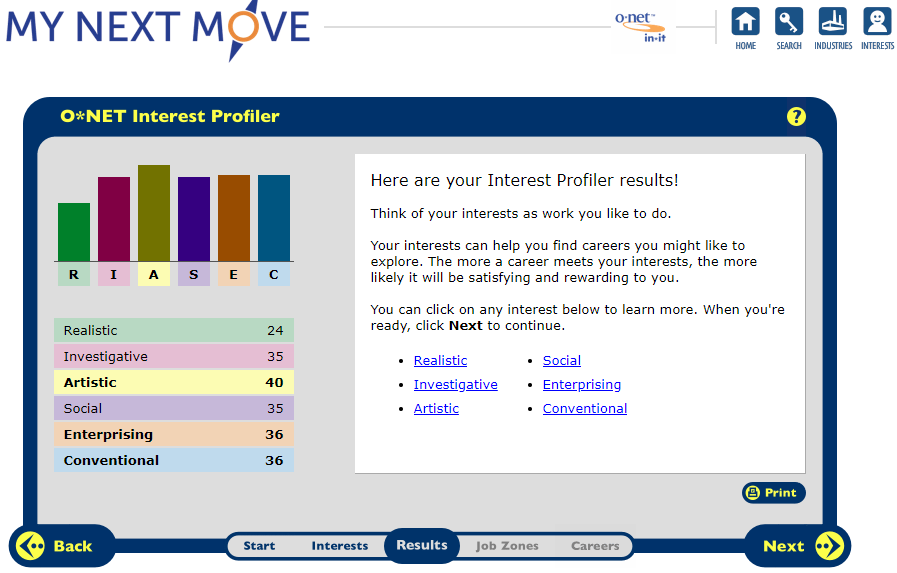 MY NEXT MOVE
o·net™
in·it
HOME SEARCH INDUSTRIES INTERESTS
O*NET Interest Profiler
?
R I A S E C
Realistic 24
Investigative 35
Artistic 40
Social 35
Enterprising 36
Conventional 36
Here are your Interest Profiler results!
Think of your interests as work you like to do.
Your interests can help you find careers you might like to
explore. The more a career meets your interests, the more
likely it will be satisfying and rewarding to you.
You can click on any interest below to learn more. When you're
ready, click Next to continue.
• Realistic
• Investigative
• Artistic
• Social
• Enterprising
• Conventional
Print
Back
Start Interests Results Job Zones Careers
Next